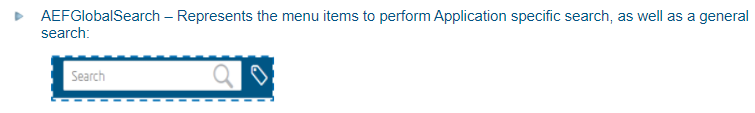 AEFGlobalSearch – Represents the menu items to perform Application specific search, as well as a general
search:
Search